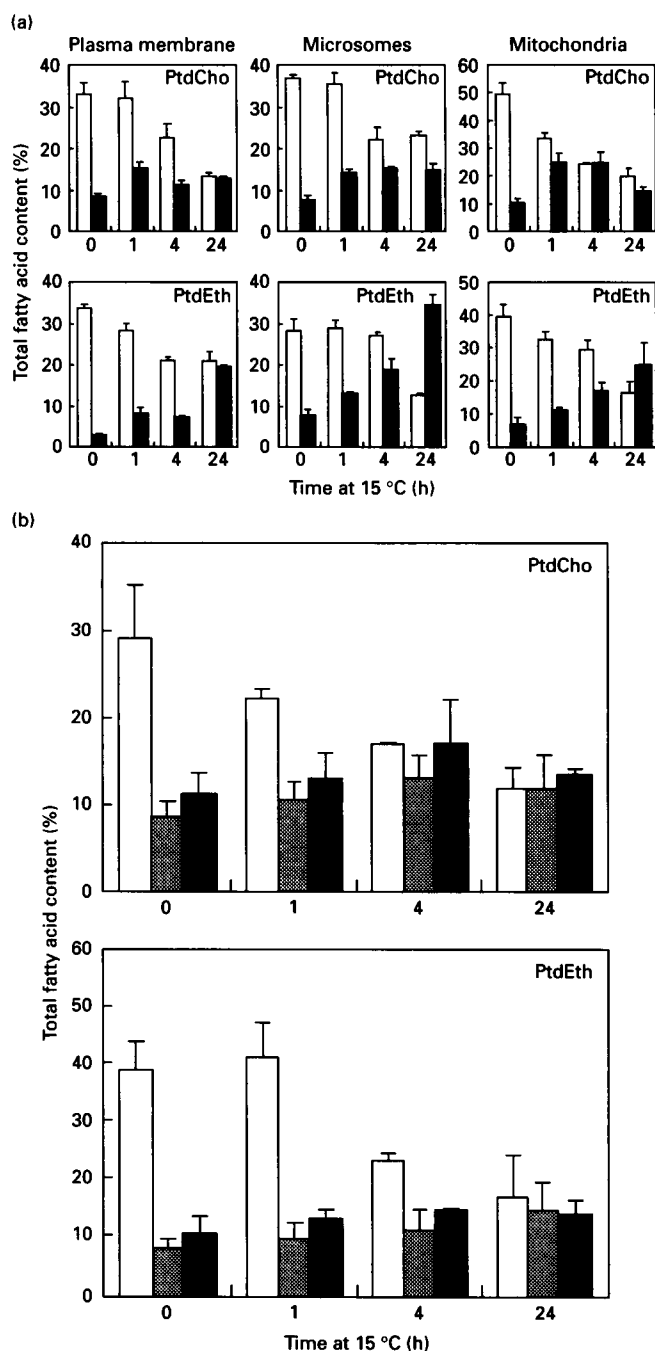 (a)
Plasma membrane Microsomes Mitochondria
40 PtdCho 40 PtdCho 60 PtdCho
30 30 50
20 20 40
10 10 30
0 0 20
10
0
0 1 4 24 0 1 4 24 0 1 4 24
Total fatty acid content (%)
40 PtdEth 40 PtdEth 50 PtdEth
30 30 40
20 20 30
10 10 20
0 0 10
0
0 1 4 24 0 1 4 24 0 1 4 24
Time at 15 °C (h)
(b)
40
PtdCho
30
20
10
0
0 1 4 24
Total fatty acid content (%)
60
PtdEth
50
40
30
20
10
0
0 1 4 24
Time at 15 °C (h)